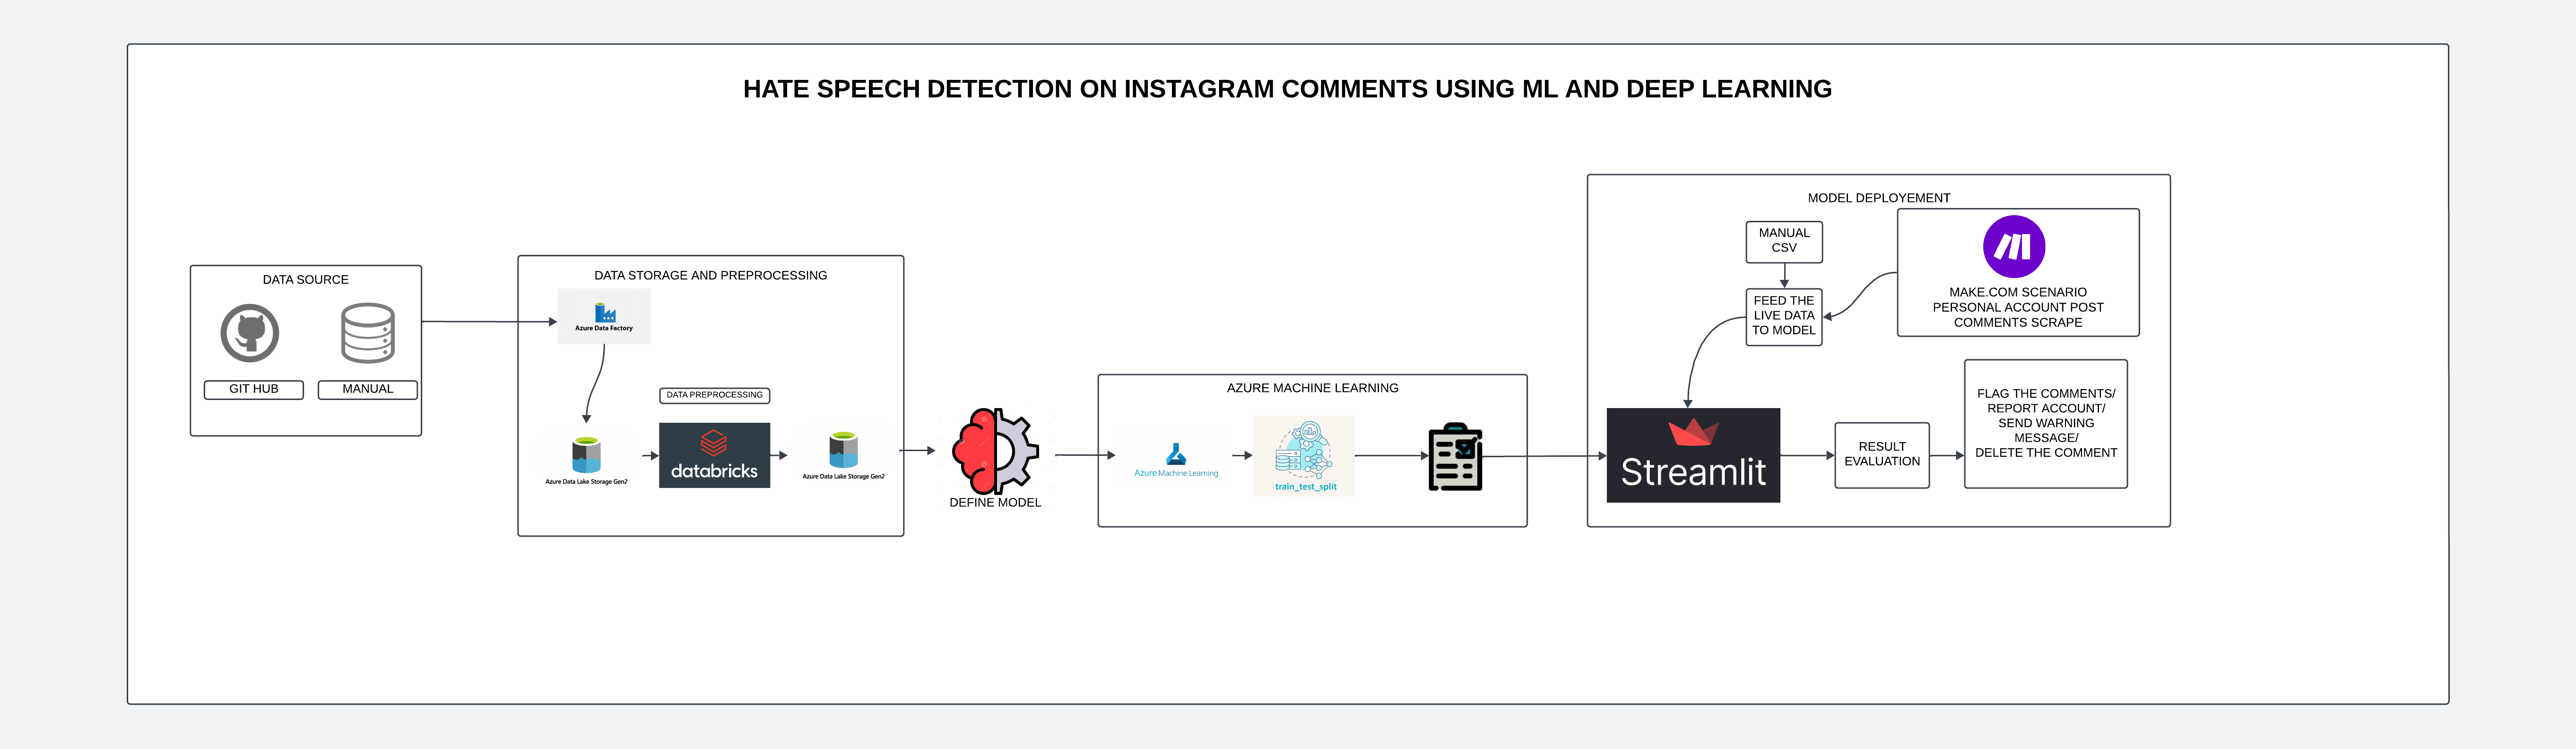 HATE SPEECH DETECTION ON INSTAGRAM COMMENTS USING ML AND DEEP LEARNING
DATA SOURCE
GIT HUB
MANUAL
DATA STORAGE AND PREPROCESSING
Azure Data Factory
DATA PREPROCESSING
Azure Data Lake Storage Gen2
databricks
Azure Data Lake Storage Gen2
DEFINE MODEL
AZURE MACHINE LEARNING
Azure Machine Learning
train_test_split
MODEL DEPLOYEMENT
MANUAL
CSV
FEED THE
LIVE DATA
TO MODEL
MAKE.COM SCENARIO
PERSONAL ACCOUNT POST
COMMENTS SCRAPE
Streamlit
RESULT
EVALUATION
FLAG THE COMMENTS/
REPORT ACCOUNT/
SEND WARNING
MESSAGE/
DELETE THE COMMENT